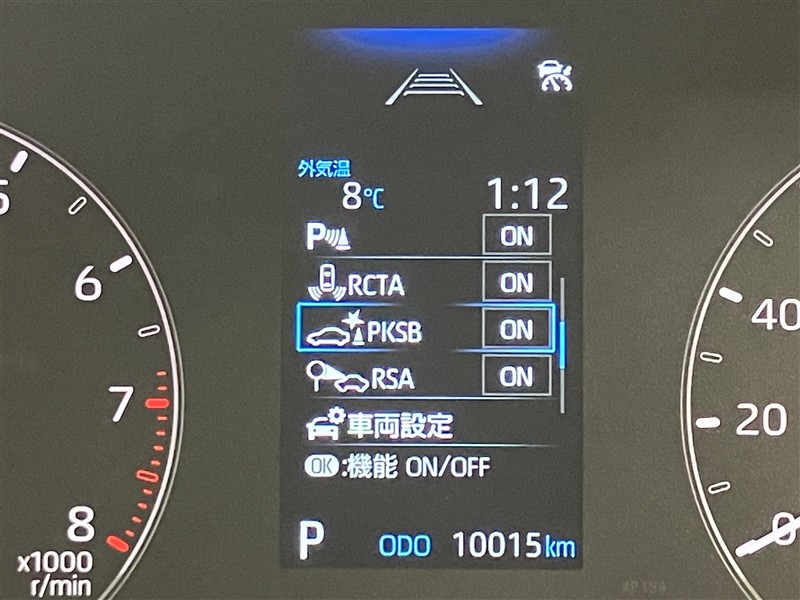 外気温
8℃ 1:12
P ON
RCTA ON
PKSB ON
RSA ON
車両設定
OK:機能 ON/OFF
P ODO 10015km
6
7
8
x1000
r/min
40
20
0